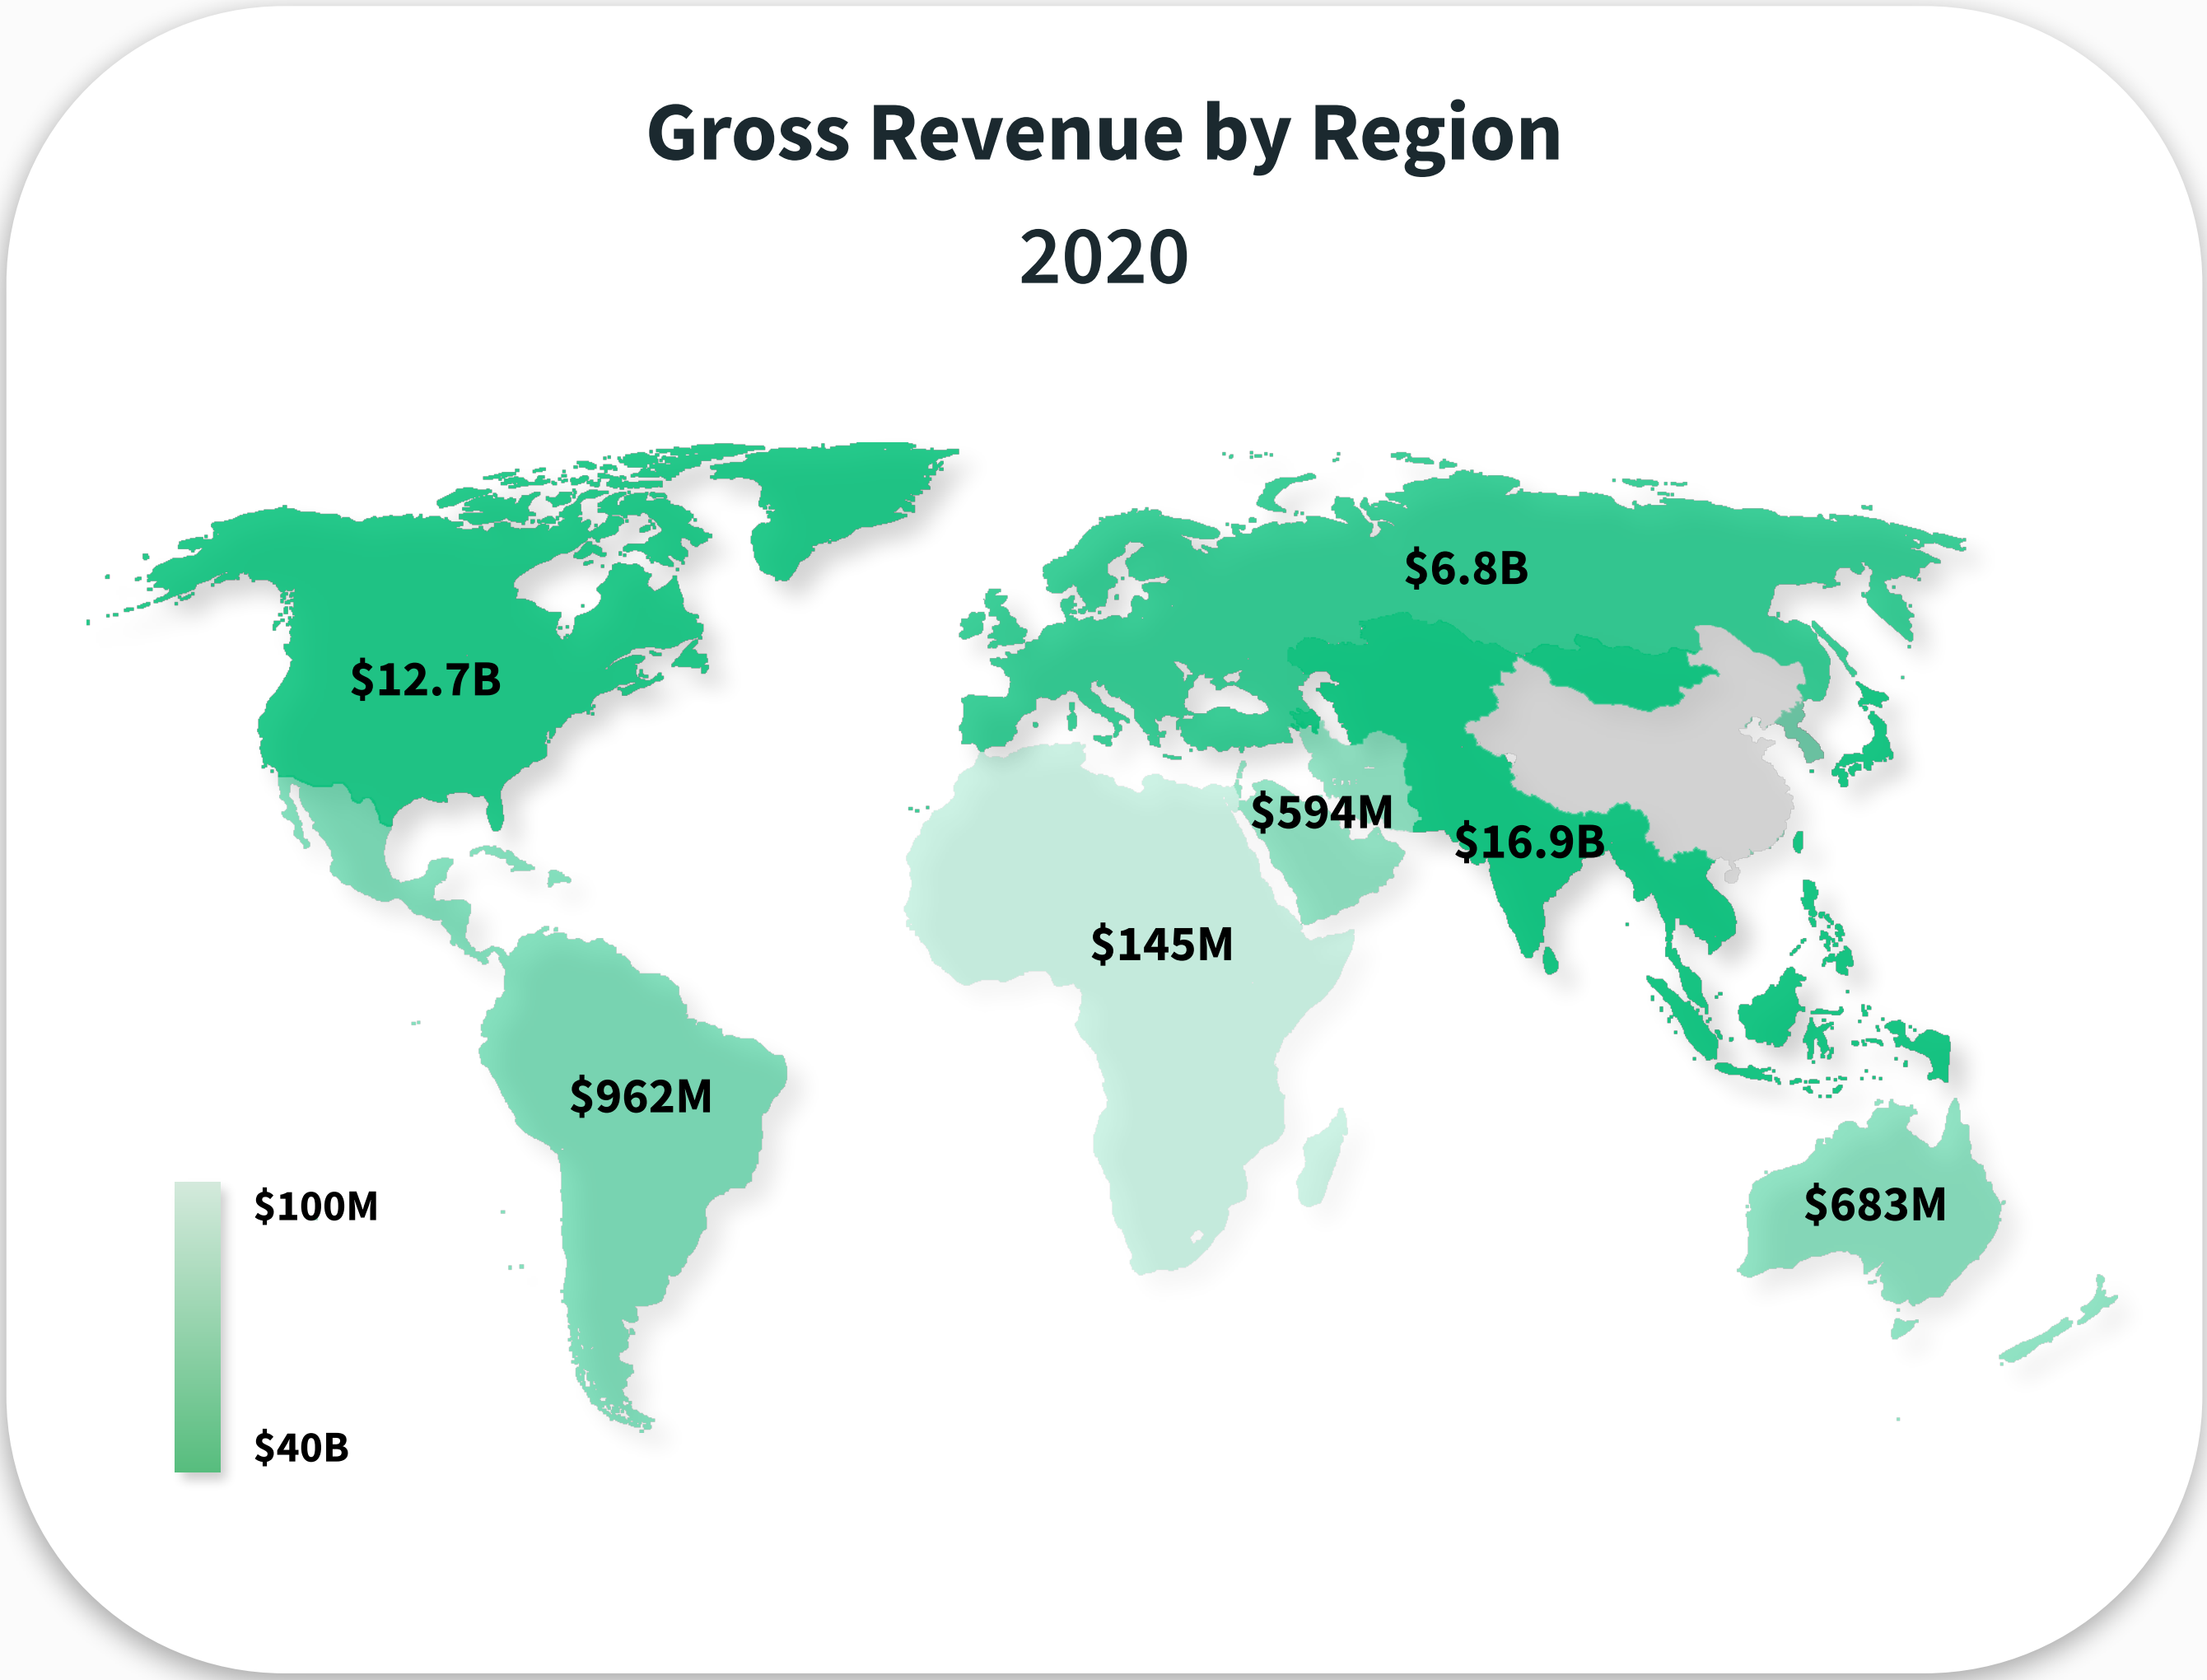 Gross Revenue by Region
2020
$6.8B
$12.7B
$594M
$16.9B
$145M
$962M
$683M
$100M
$40B